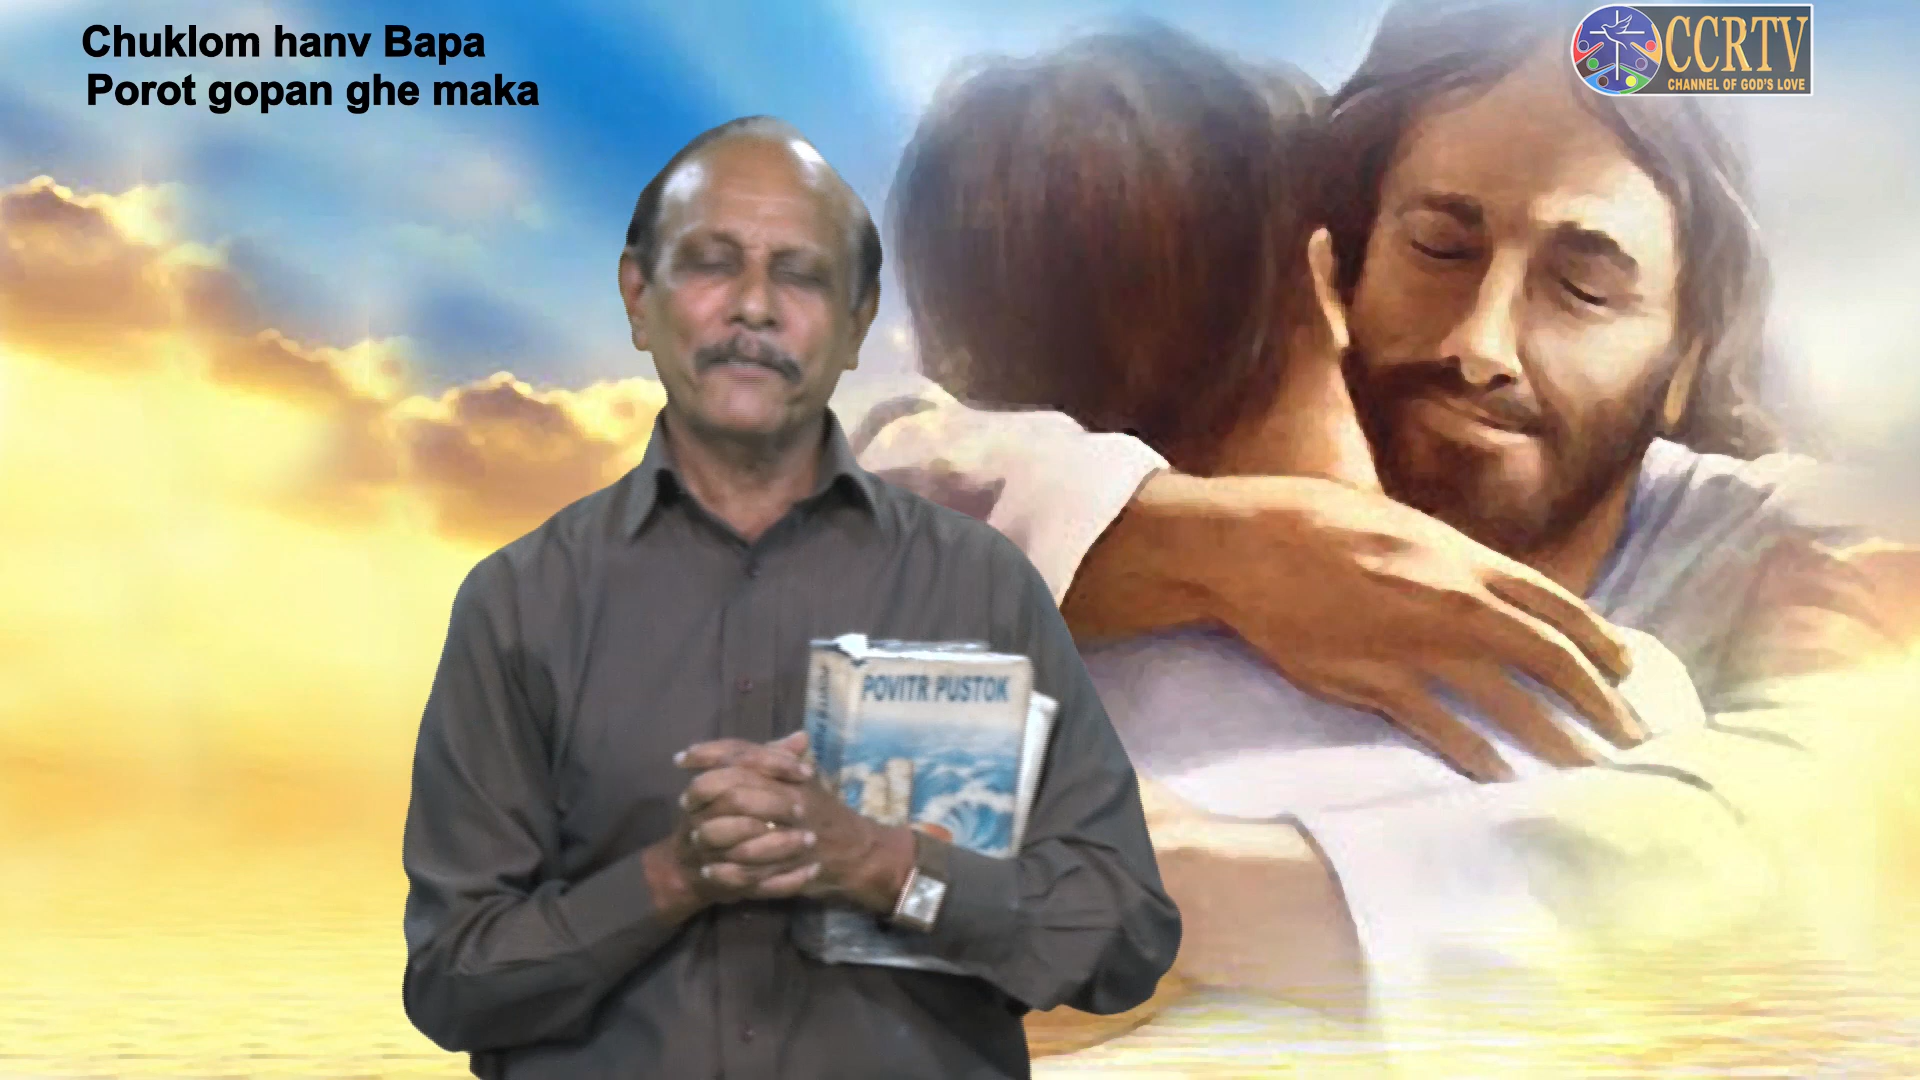 Chuklom hanv Bapa
Porot gopan ghe maka
CCRTV
CHANNEL OF GOD'S LOVE
POVITR PUSTOK